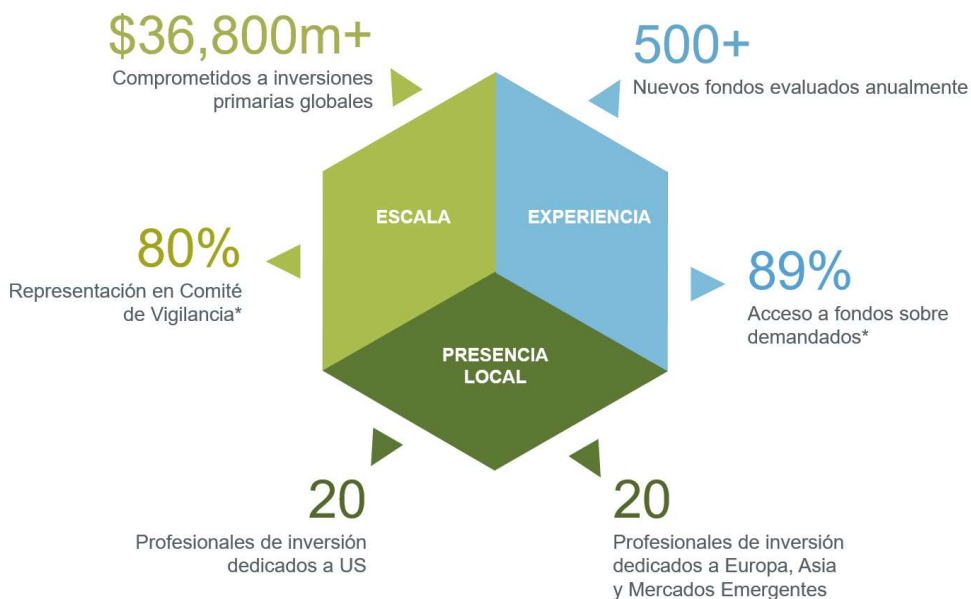 $36,800m+
Comprometidos a inversiones
primarias globales
500+
Nuevos fondos evaluados anualmente
ESCALA
EXPERIENCIA
80%
Representación en Comité
de Vigilancia*
89%
Acceso a fondos sobre
demandados*
PRESENCIA
LOCAL
20
Profesionales de inversión
dedicados a US
20
Profesionales de inversión
dedicados a Europa, Asia
y Mercados Emergentes